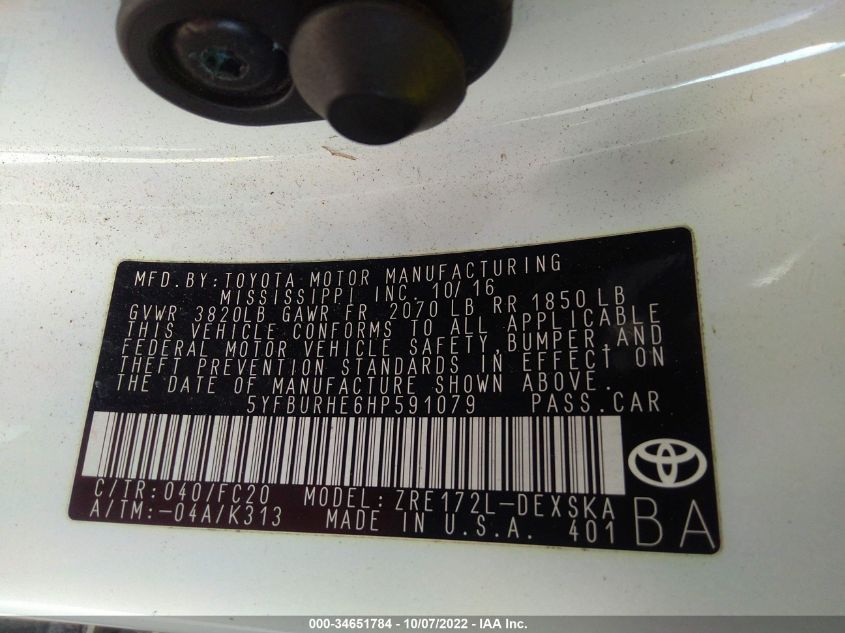 MFD.BY:TOYOTA MOTOR MANUFACTURING
MISSISSIPPI INC. 10/16
GVWR 3820LB GAWR FR 2070 LB RR 1850 LB
THIS VEHICLE CONFORMS TO ALL APPLICABLE
FEDERAL MOTOR VEHICLE SAFETY,BUMPER,AND
THEFT PREVENTION STANDARDS IN EFFECT ON
THE DATE OF MANUFACTURE SHOWN ABOVE.
5YFBURHE6HP591079 PASS.CAR
C/TR:040/FC20 MODEL:ZRE172L-DEXSKA
A/TM:-04A/K313 MADE IN U.S.A. 401
BA
000-34651784 - 10/07/2022 - IAA Inc.